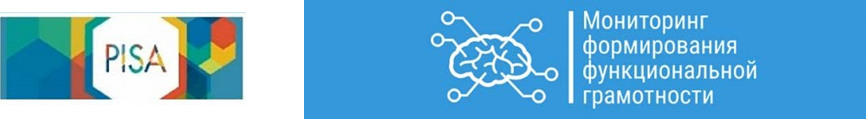 PISA
Мониторинг
формирования
функциональной
грамотности